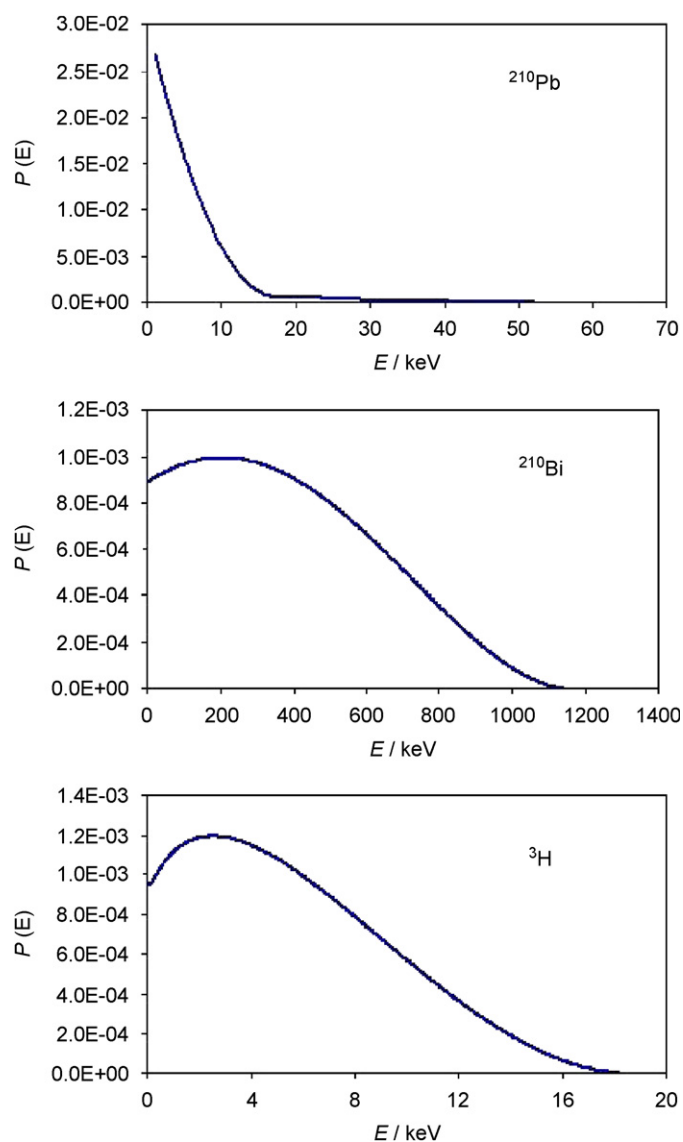 3.0E-02
2.5E-02
2.0E-02
1.5E-02
1.0E-02
5.0E-03
0.0E+00
P (E)
²¹⁰Pb
0 10 20 30 40 50 60 70
E / keV
1.2E-03
1.0E-03
8.0E-04
6.0E-04
4.0E-04
2.0E-04
0.0E+00
P (E)
²¹⁰Bi
0 200 400 600 800 1000 1200 1400
E / keV
1.4E-03
1.2E-03
1.0E-03
8.0E-04
6.0E-04
4.0E-04
2.0E-04
0.0E+00
P (E)
³H
0 4 8 12 16 20
E / keV